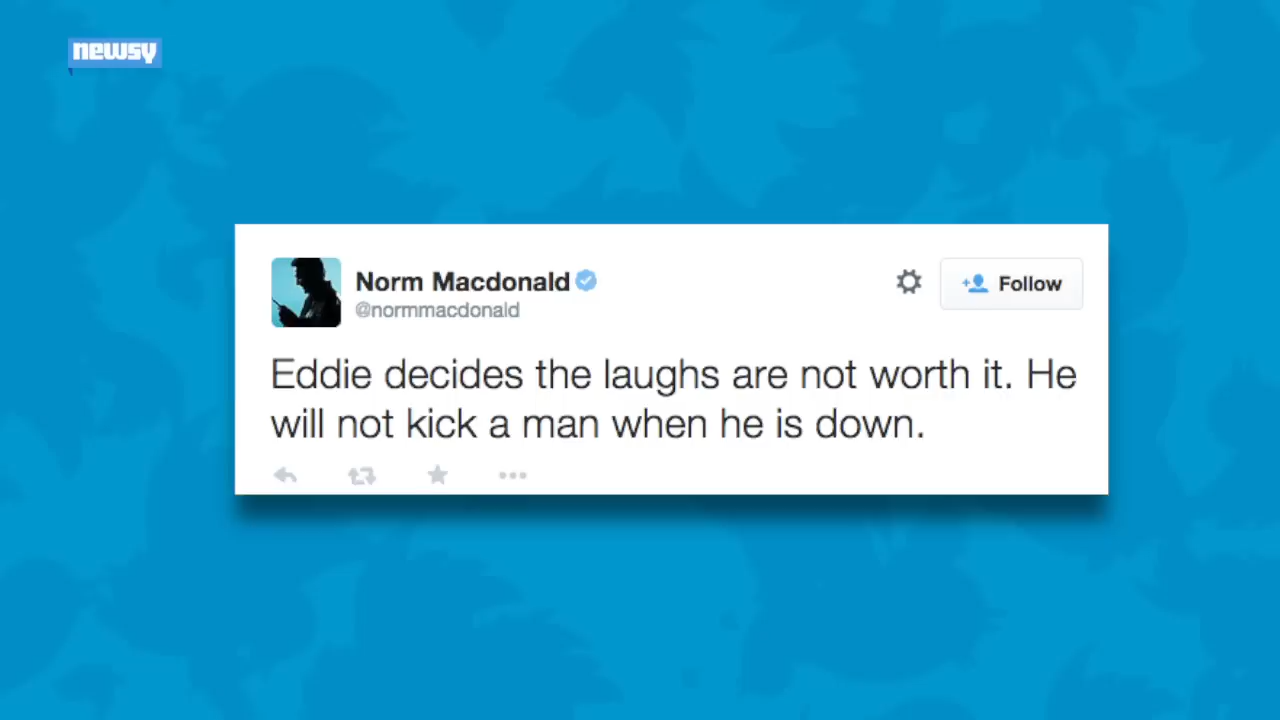 newsy
Norm Macdonald
@normmacdonald
Follow
Eddie decides the laughs are not worth it. He
will not kick a man when he is down.